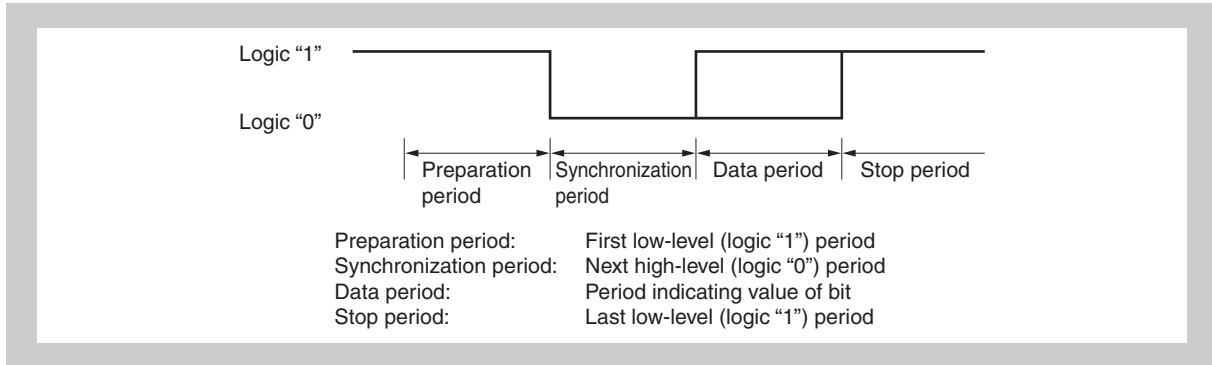 Logic “1”
Logic “0”
Preparation period
Synchronization period
Data period
Stop period
Preparation period: First low-level (logic “1”) period
Synchronization period: Next high-level (logic “0”) period
Data period: Period indicating value of bit
Stop period: Last low-level (logic “1”) period